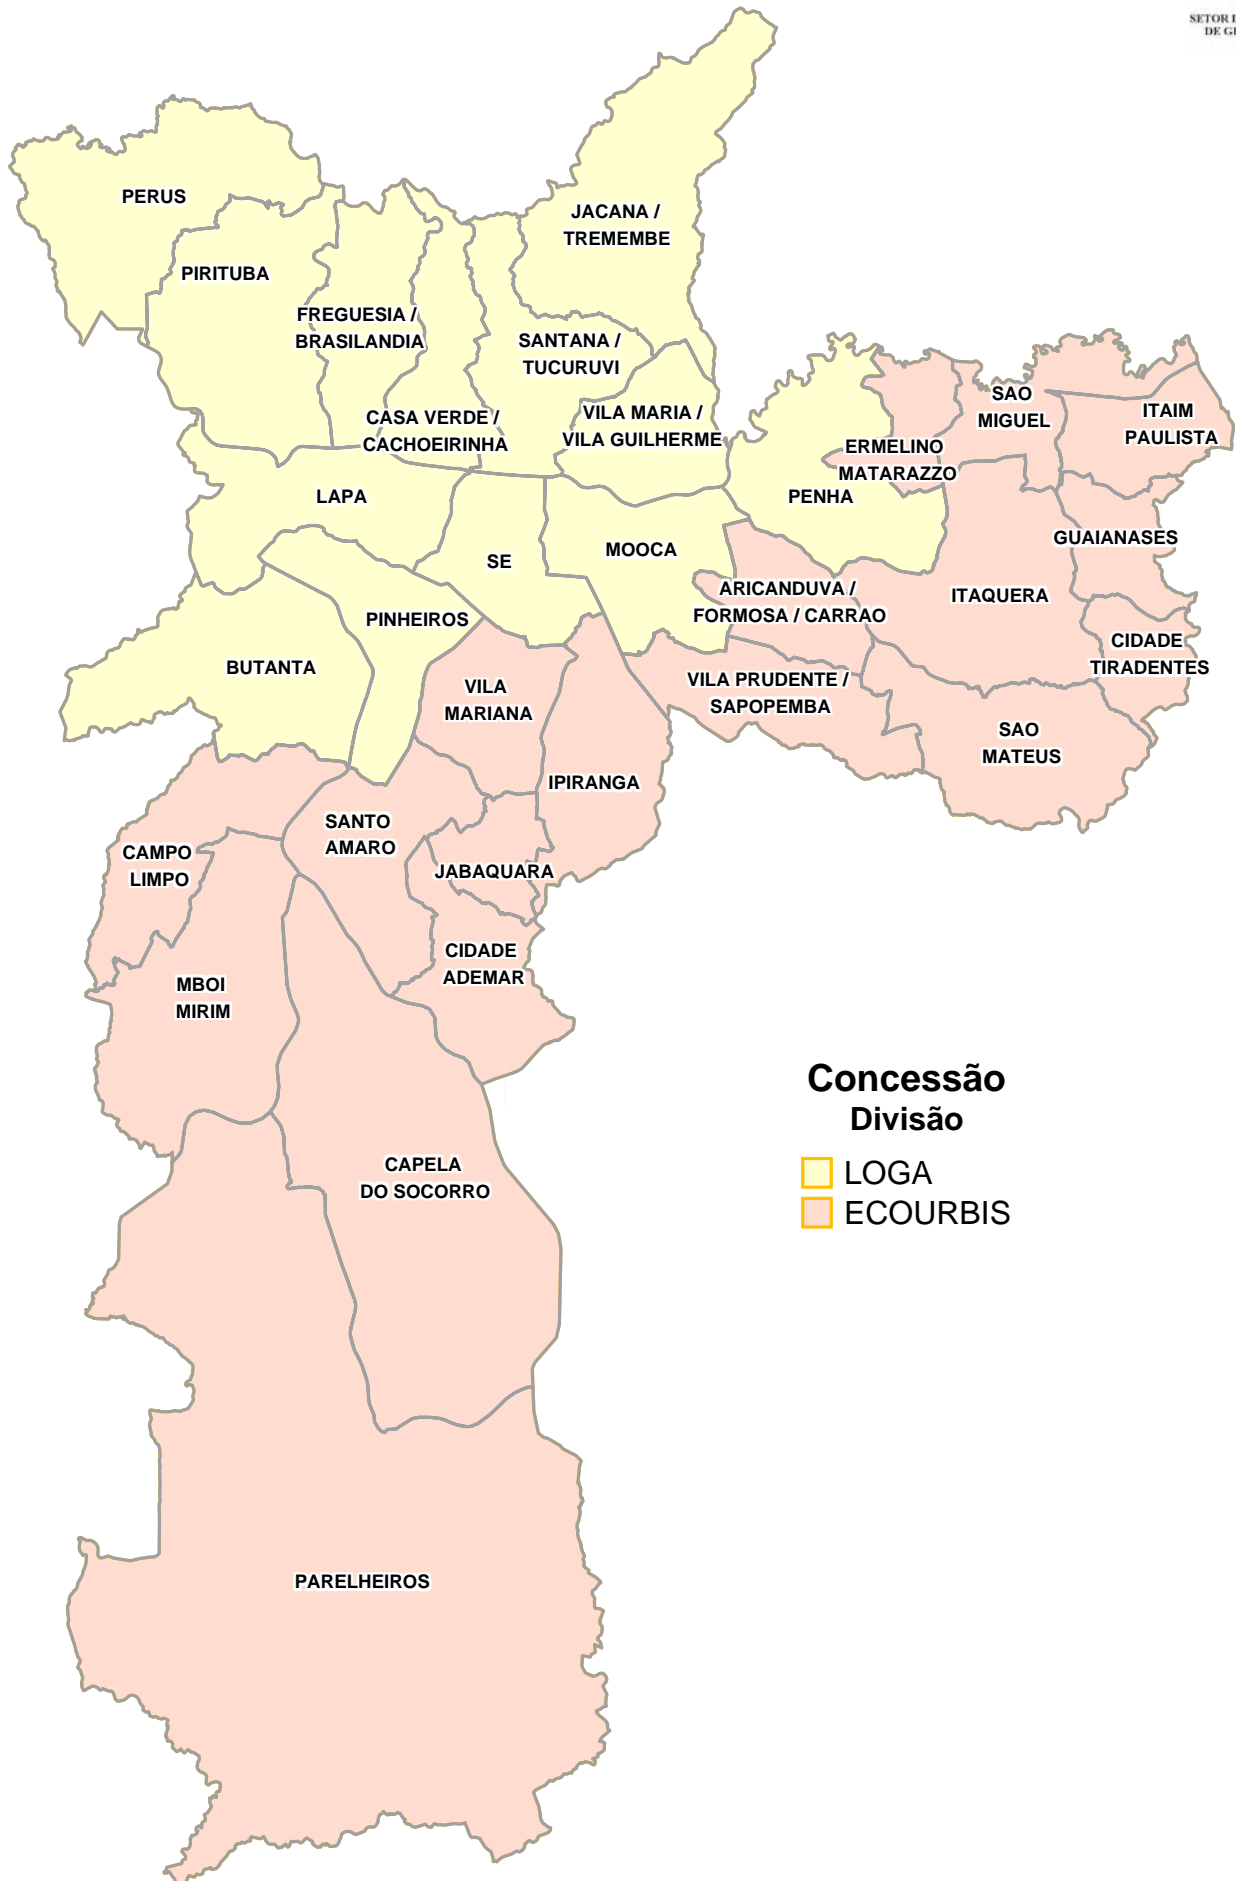 SETOR
DE
PERUS
JACANA /
TREMEMBE
PIRITUBA
FREGUESIA /
BRASILANDIA
SANTANA /
TUCURUVI
CASA VERDE /
CACHOEIRINHA
VILA MARIA /
VILA GUILHERME
SAO
MIGUEL
ITAIM
PAULISTA
ERMELINO
MATARAZZO
PENHA
LAPA
SE
MOOCA
GUAIANASES
ARICANDUVA /
FORMOSA / CARRAO
ITAQUERA
PINHEIROS
BUTANTA
CIDADE
TIRADENTES
VILA
MARIANA
VILA PRUDENTE /
SAPOPEMBA
SAO
MATEUS
IPIRANGA
SANTO
AMARO
CAMPO
LIMPO
JABAQUARA
CIDADE
ADEMAR
MBOI
MIRIM
CAPELA
DO SOCORRO
PARELHEIROS
Concessão
Divisão
LOGA
ECOURBIS